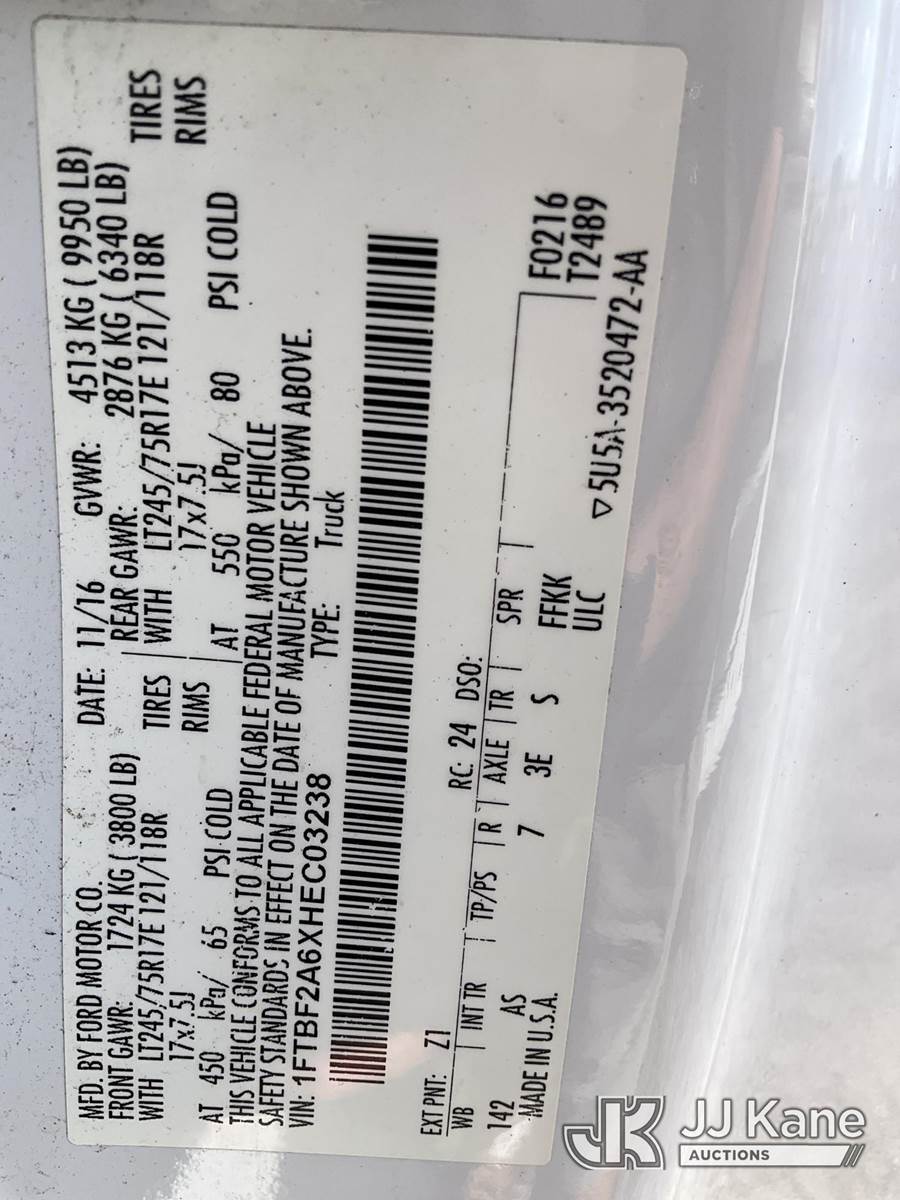 MFD. BY FORD MOTOR CO. DATE: 11/16 GVWR: 4513 KG ( 9950 LB)
FRONT GAWR: 1724 KG ( 3800 LB) REAR GAWR: 2876 KG ( 6340 LB)
WITH LT245/75R17E 121/118R TIRES WITH LT245/75R17E 121/118R TIRES
17x7.5J RIMS 17x7.5J RIMS
AT 450 kPa/ 65 PSI COLD AT 550 kPa/ 80 PSI COLD
THIS VEHICLE CONFORMS TO ALL APPLICABLE FEDERAL MOTOR VEHICLE
SAFETY STANDARDS IN EFFECT ON THE DATE OF MANUFACTURE SHOWN ABOVE.
VIN: 1FTBF2A6XHEC03238 TYPE: Truck
EXT PNT: Z1 RC: 24 DSO:
WB INT TR TP/PS R AXLE TR SPR F0216
142 AS 7 3E S FFKK T2489
MADE IN U.S.A. ULC
▽5U5A-3520472-AA
JK JJ Kane
AUCTIONS